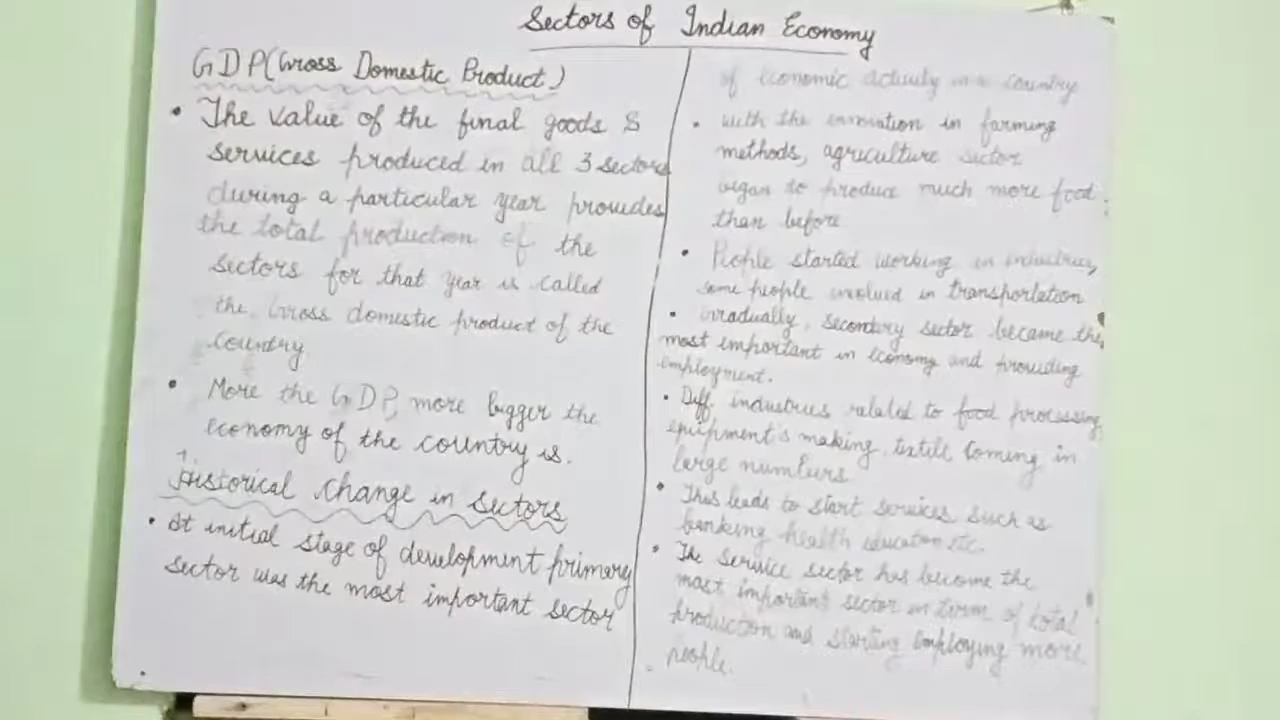 Sectors of Indian Economy
GDP (Gross Domestic Product)
• The value of the final goods &
services produced in all 3 sectors
during a particular year provides
the total production of the
sectors for that year is called
the Gross domestic product of the
country
• More the GDP, more bigger the
economy of the country is.
Historical change in sectors
• At initial stage of development primary
sector was the most important sector
of economic activity in a country
• With the innovation in farming
methods, agriculture sector
began to produce much more food
than before
• People started working in industries,
some people involved in transportation
• Gradually, secondary sector became the
most important in economy and providing
employment.
• Diff industries related to food processing,
equipment's making, textile coming in
large numbers
• This leads to start services such as
banking health education etc.
• The service sector has become the
most important sector in term of total
production and starting employing more
people.